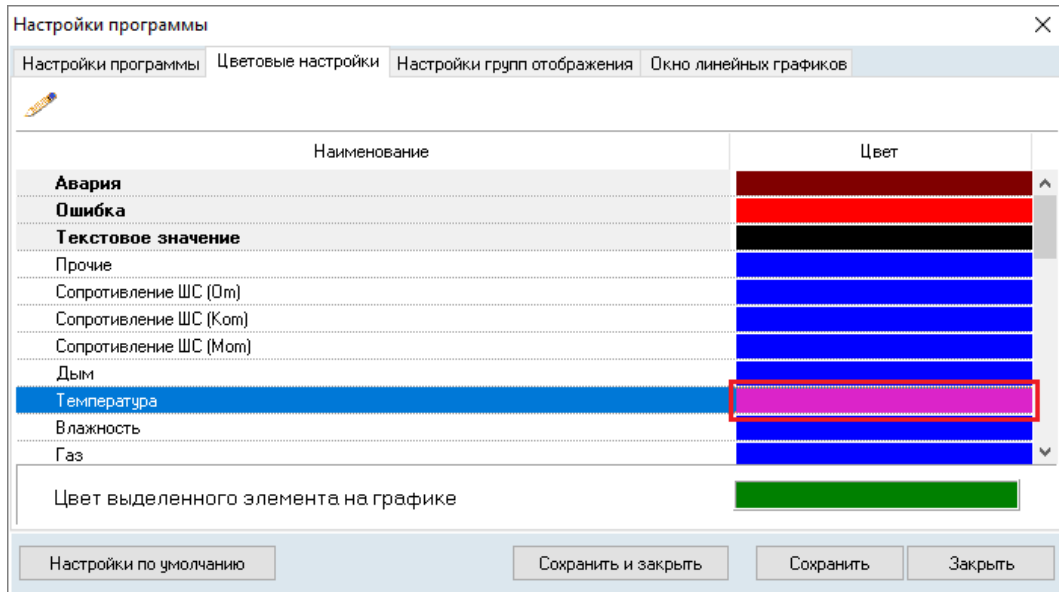 Настройки программы
Настройки программы Цветовые настройки Настройки групп отображения Окно линейных графиков
Наименование Цвет
Авария
Ошибка
Текстовое значение
Прочие
Сопротивление ШС (Om)
Сопротивление ШС (Kom)
Сопротивление ШС (Mom)
Дым
Температура
Влажность
Газ
Цвет выделенного элемента на графике
Настройки по умолчанию Сохранить и закрыть Сохранить Закрыть